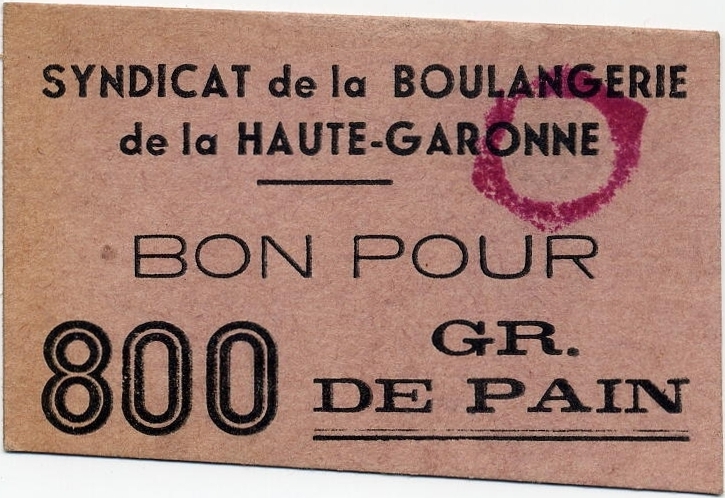 SYNDICAT de la BOULANGERIE
de la HAUTE-GARONNE
BON POUR
800 GR.
DE PAIN